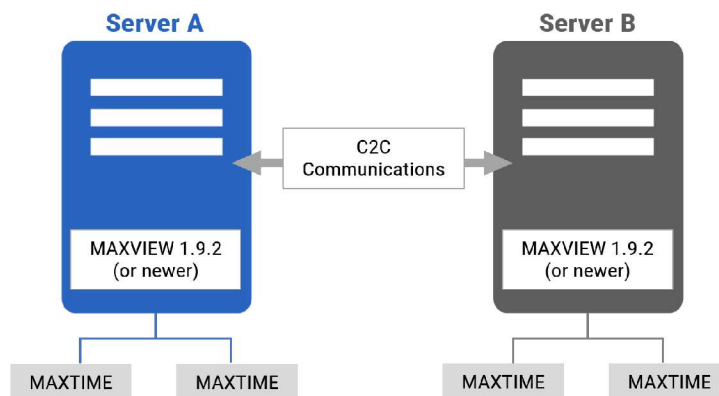 Server A
Server B
C2C
Communications
MAXVIEW 1.9.2
(or newer)
MAXVIEW 1.9.2
(or newer)
MAXTIME
MAXTIME
MAXTIME
MAXTIME